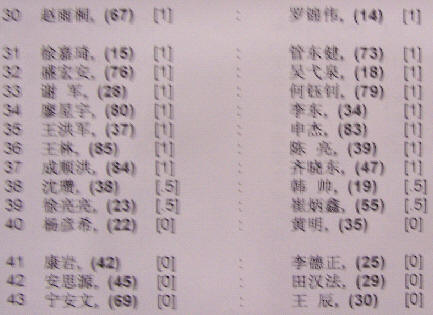 30 赵雨桐, (67) [1] : 罗锦伟, (14) [1]
31 徐嘉琦, (15) [1] : 管东健, (73) [1]
32 盛宏安, (76) [1] : 吴弋泉, (18) [1]
33 谢 军, (28) [1] : 何钰钊, (79) [1]
34 廖星宇, (80) [1] : 李东, (34) [1]
35 王洪军, (37) [1] : 申杰, (83) [1]
36 王林, (85) [1] : 陈 亮, (39) [1]
37 成顺洪, (84) [1] : 齐晓东, (47) [1]
38 沈瓒, (38) [.5] : 韩 帅, (19) [.5]
39 徐亮亮, (23) [.5] : 崔炳鑫, (55) [.5]
40 杨彦希, (22) [0] : 黄明, (35) [0]
41 康岩, (42) [0] : 李德正, (25) [0]
42 安思源, (45) [0] : 田汉法, (29) [0]
43 宁安文, (69) [0] : 王 辰, (30) [0]